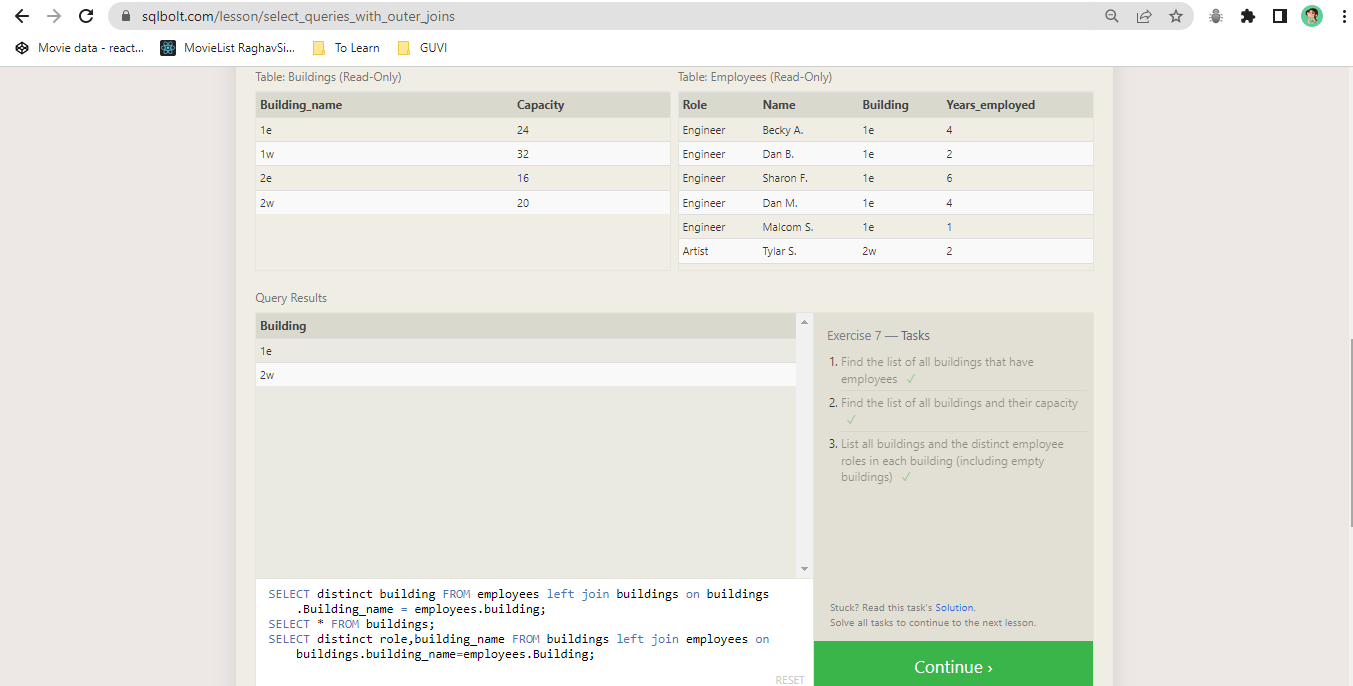 sqlbolt.com/lesson/select_queries_with_outer_joins
Movie data - react... MovieList RaghavSi... To Learn GUVI
Table: Buildings (Read-Only)
Building_name Capacity
1e 24
1w 32
2e 16
2w 20
Table: Employees (Read-Only)
Role Name Building Years_employed
Engineer Becky A. 1e 4
Engineer Dan B. 1e 2
Engineer Sharon F. 1e 6
Engineer Dan M. 1e 4
Engineer Malcom S. 1e 1
Artist Tylar S. 2w 2
Query Results
Building
1e
2w
Exercise 7 — Tasks
1. Find the list of all buildings that have
employees ✓
2. Find the list of all buildings and their capacity
✓
3. List all buildings and the distinct employee
roles in each building (including empty
buildings) ✓
SELECT distinct building FROM employees left join buildings on buildings
.Building_name = employees.building;
SELECT * FROM buildings;
SELECT distinct role,building_name FROM buildings left join employees on
buildings.building_name=employees.Building;
RESET
Stuck? Read this task's Solution.
Solve all tasks to continue to the next lesson.
Continue ›